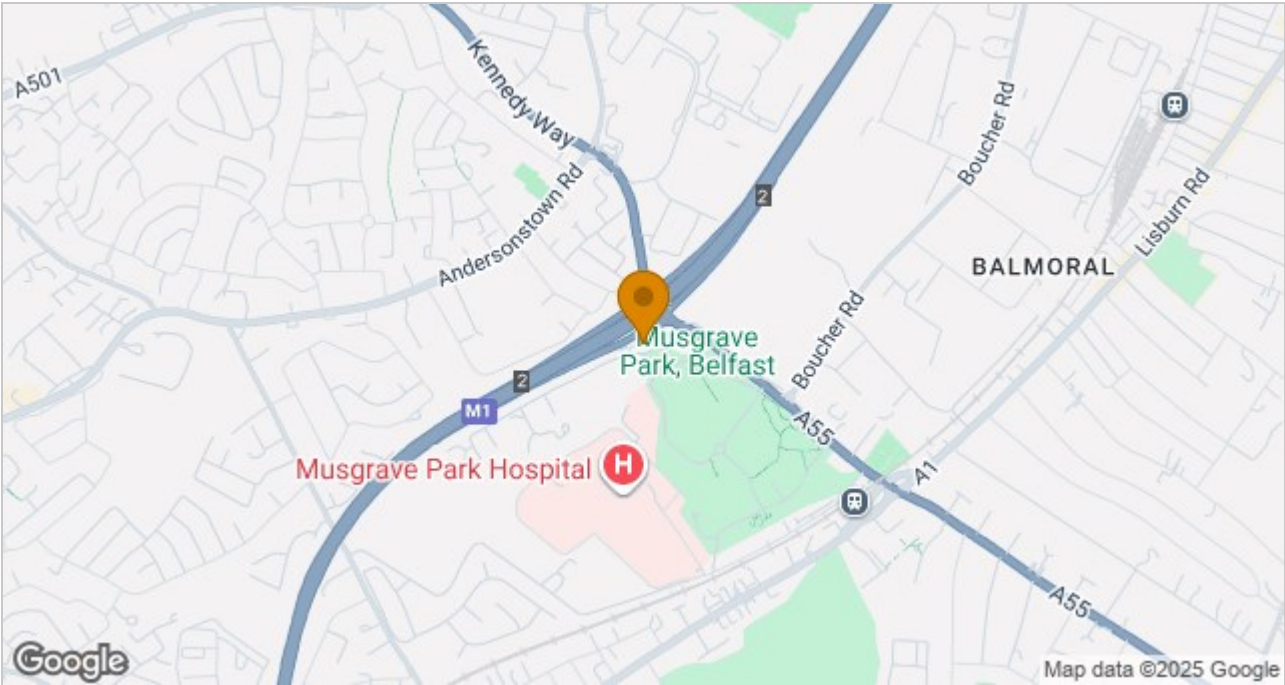 A501
Kennedy Way
Boucher Rd
2
Lisburn Rd
Andersonstown Rd
BALMORAL
Boucher Rd
Musgrave
Park, Belfast
2
M1
A55
Musgrave Park Hospital
H
A1
A55
Google
Map data ©2025 Google